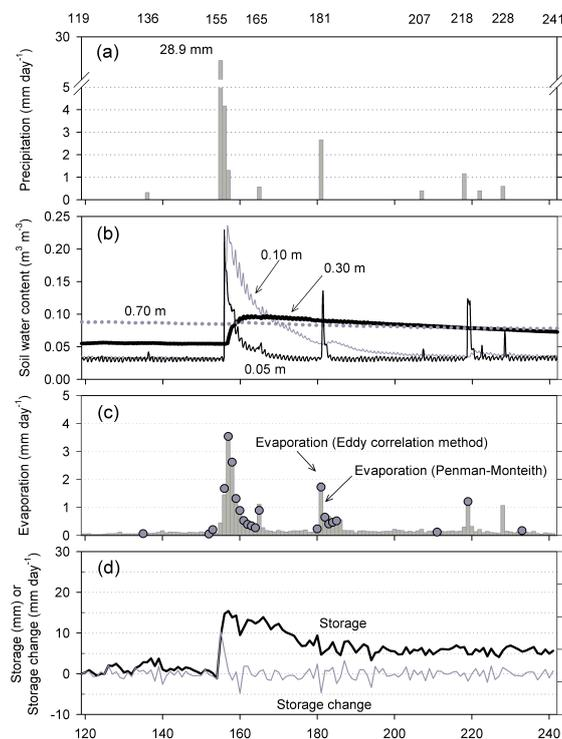 119 136 155 165 181 207 218 228 241
30
(a)
28.9 mm
5
4
3
2
1
0
Precipitation (mm day-1)
0.25
(b)
0.20
0.10 m
0.15
0.30 m
0.70 m
0.10
0.05
0.05 m
0.00
Soil water content (m3 m-3)
5
(c)
4
Evaporation (Eddy correlation method)
3
Evaporation (Penman-Monteith)
2
1
0
Evaporation (mm day-1)
30
(d)
20
Storage
10
0
Storage change
-10
Storage (mm) or
Storage change (mm day-1)
120 140 160 180 200 220 240